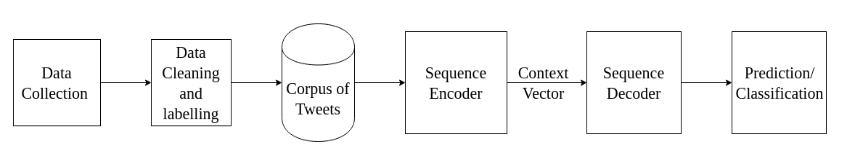 Data
Collection
Data
Cleaning
and
labelling
Corpus of
Tweets
Sequence
Encoder
Context
Vector
Sequence
Decoder
Prediction/
Classification